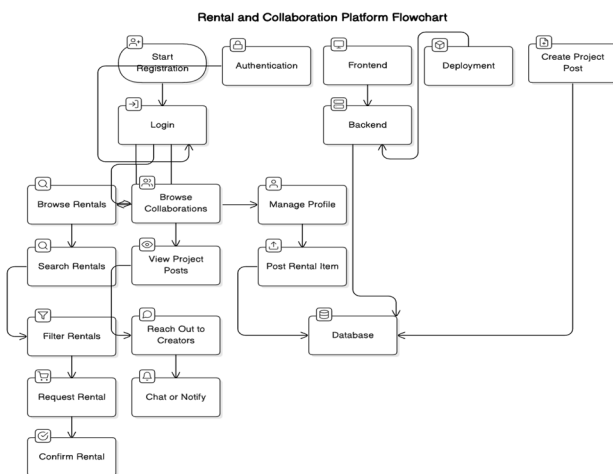 Rental and Collaboration Platform Flowchart
Start
Registration
Authentication
Frontend
Deployment
Create Project
Post
Login
Backend
Browse Rentals
Browse
Collaborations
Manage Profile
Search Rentals
View Project
Posts
Post Rental Item
Filter Rentals
Reach Out to
Creators
Database
Request Rental
Chat or Notify
Confirm Rental